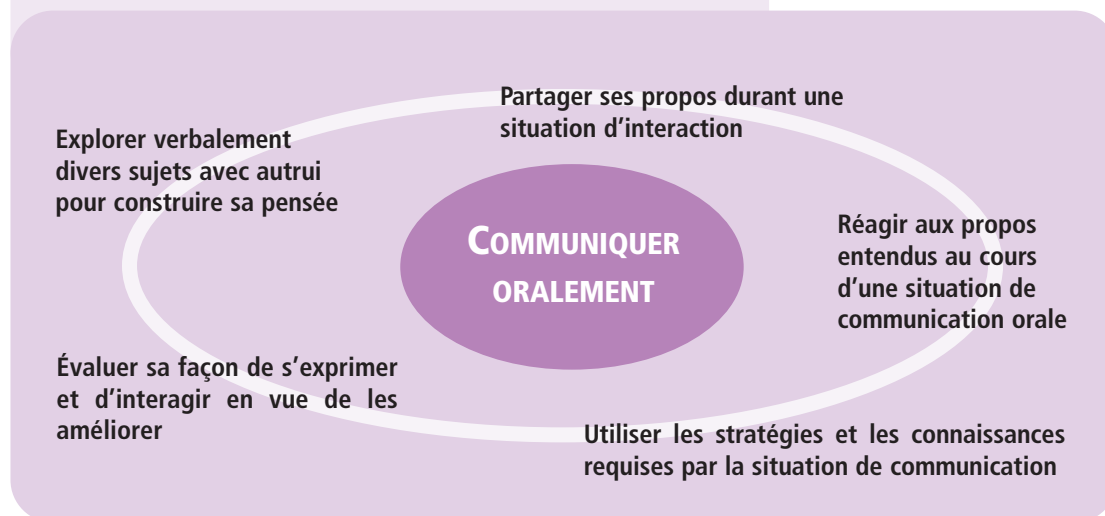 Partager ses propos durant une
situation d'interaction
Explorer verbalement
divers sujets avec autrui
pour construire sa pensée
COMMUNIQUER
ORALEMENT
Réagir aux propos
entendus au cours
d'une situation de
communication orale
Évaluer sa façon de s'exprimer
et d'interagir en vue de les
améliorer
Utiliser les stratégies et les connaissances
requises par la situation de communication